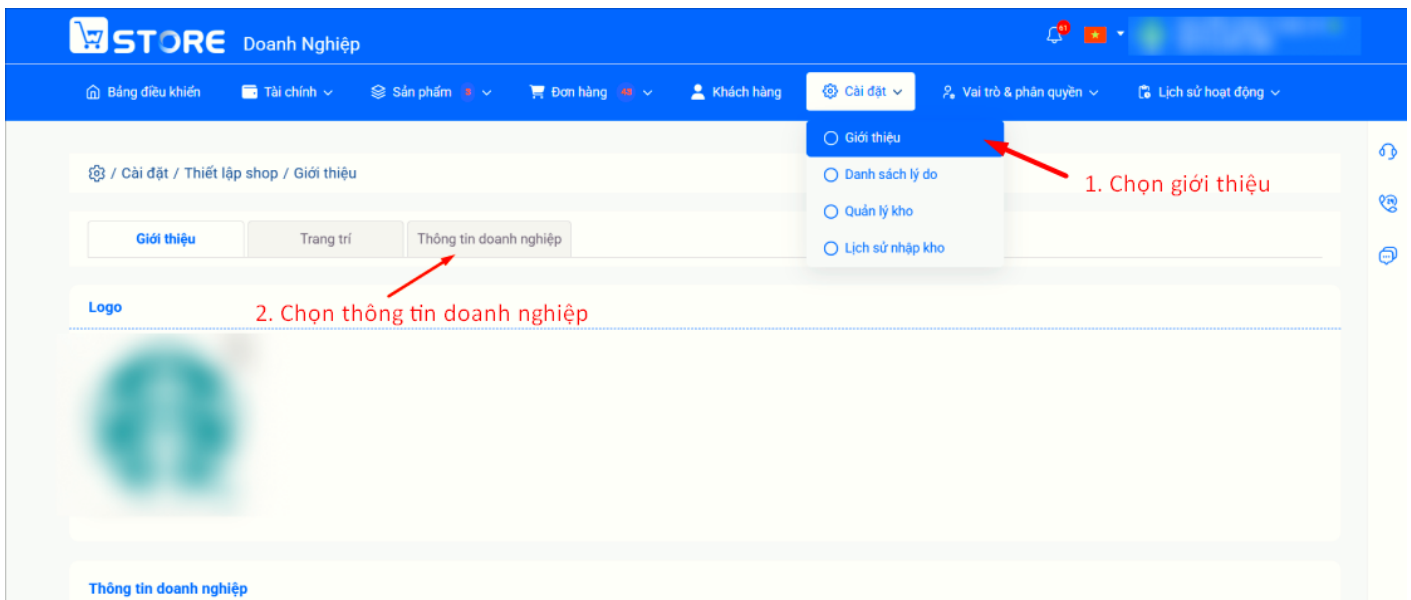 STORE Doanh Nghiệp
61
Bảng điều khiển Tài chính Sản phẩm 8 Đơn hàng 48 Khách hàng Cài đặt Vai trò & phân quyền Lịch sử hoạt động
Giới thiệu
/ Cài đặt / Thiết lập shop / Giới thiệu
Danh sách lý do
1. Chọn giới thiệu
Quản lý kho
Giới thiệu Trang trí Thông tin doanh nghiệp
Lịch sử nhập kho
Logo
2. Chọn thông tin doanh nghiệp
Thông tin doanh nghiệp